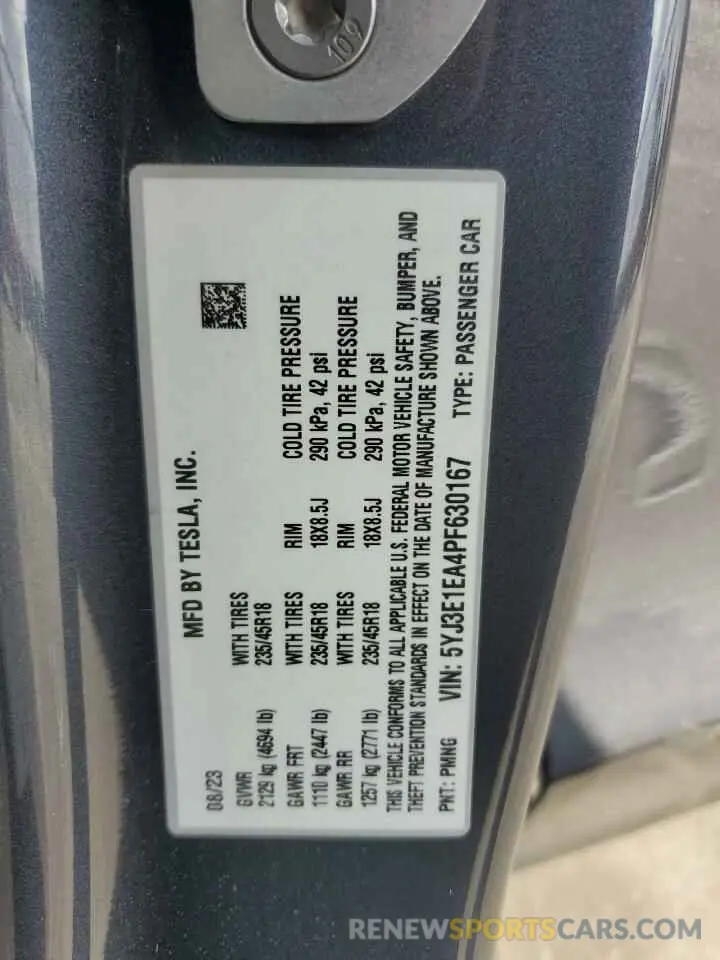 109
MFD BY TESLA, INC.
08/23
GVWR WITH TIRES
2129 kg (4694 lb) 235/45R18
GAWR FRT WITH TIRES RIM COLD TIRE PRESSURE
1110 kg (2447 lb) 235/45R18 18X8.5J 290 kPa, 42 psi
GAWR RR WITH TIRES RIM COLD TIRE PRESSURE
1257 kg (2771 lb) 235/45R18 18X8.5J 290 kPa, 42 psi
THIS VEHICLE CONFORMS TO ALL APPLICABLE U.S. FEDERAL MOTOR VEHICLE SAFETY, BUMPER, AND
THEFT PREVENTION STANDARDS IN EFFECT ON THE DATE OF MANUFACTURE SHOWN ABOVE.
PNT: PMNG VIN: 5YJ3E1EA4PF630167 TYPE: PASSENGER CAR
RENEWSPORTSCARS.COM